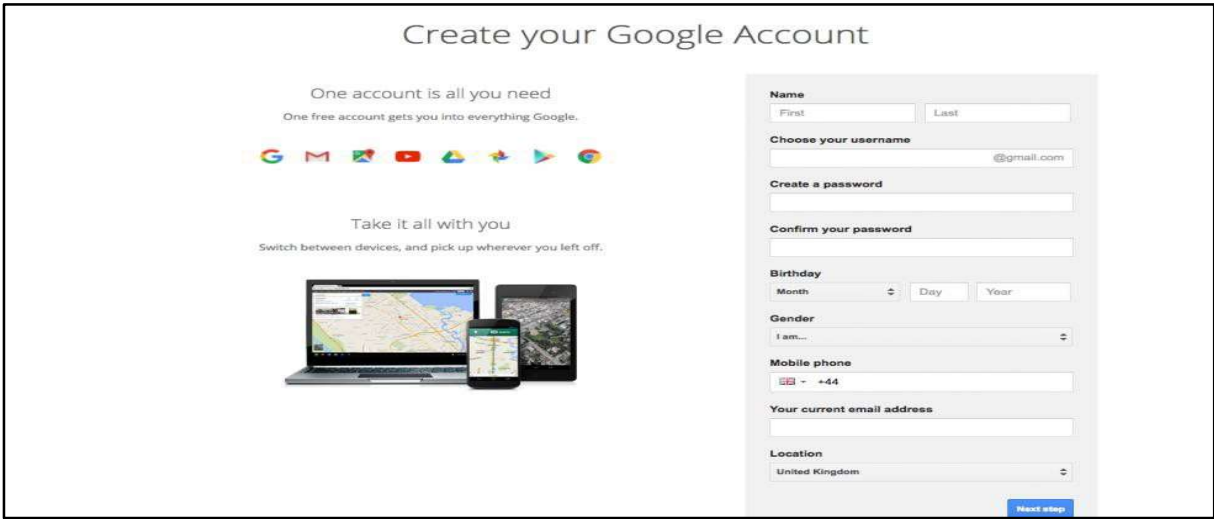 Create your Google Account
One account is all you need
One free account gets you into everything Google.
Take it all with you
Switch between devices, and pick up wherever you left off.
Name
First Last
Choose your username
@gmail.com
Create a password
Confirm your password
Birthday
Month Day Year
Gender
I am...
Mobile phone
+44
Your current email address
Location
United Kingdom
Next step